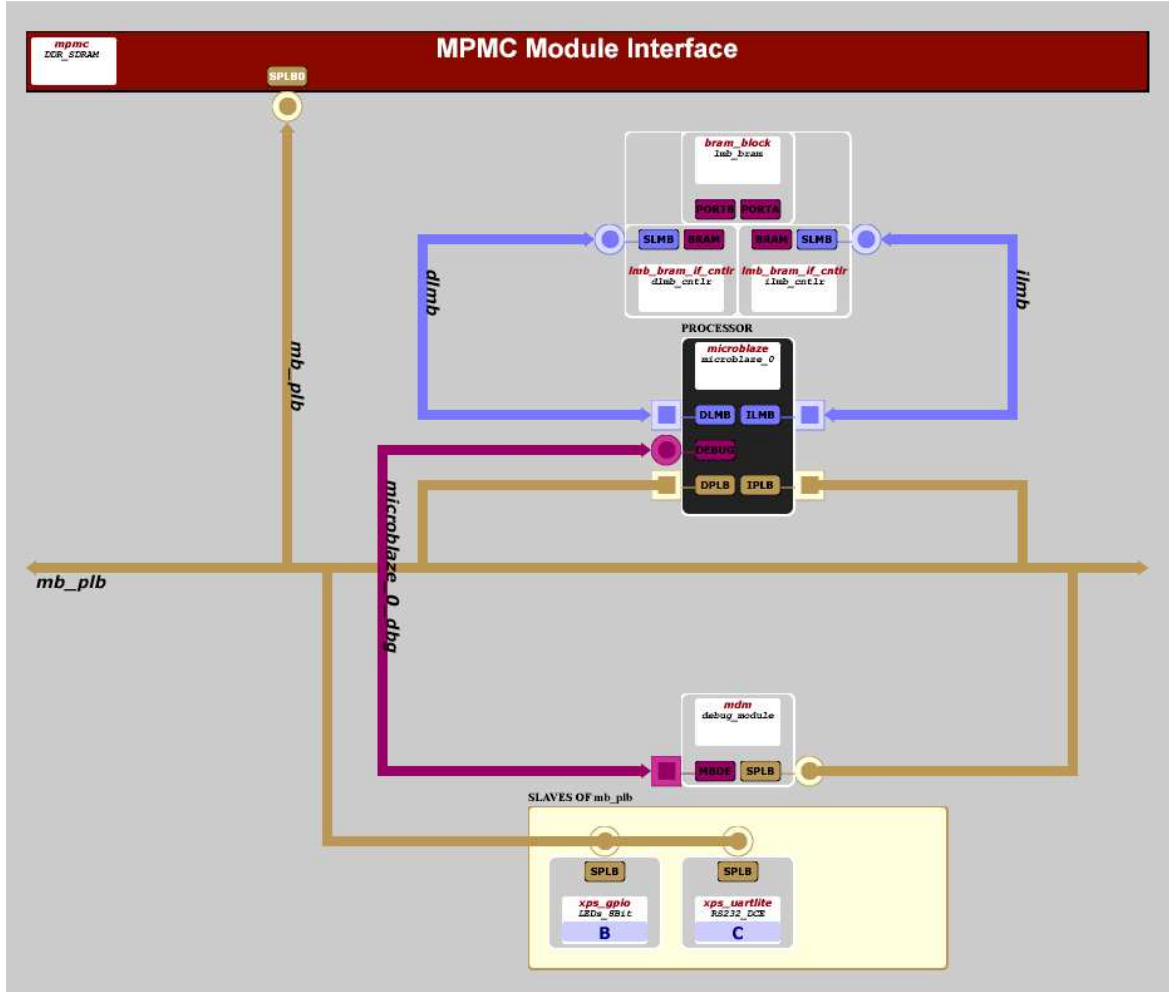 mpmc
DDR_SDRAM
MPMC Module Interface
SPLB0
bram_block
lmb_bram
PORTB PORTA
SLMB BRAM BRAM SLMB
lmb_bram_if_cntlr lmb_bram_if_cntlr
dlmb_cntlr ilmb_cntlr
dlmb
ilmb
PROCESSOR
microblaze
microblaze_0
mb_plb
DLMB ILMB
DEBUG
DPLB IPLB
microblaze_0_dbg
mb_plb
mdm
debug_module
MBDE SPLB
SLAVES OF mb_plb
SPLB SPLB
xps_gpio xps_uartlite
LEDs_8Bit RS232_DCE
B C